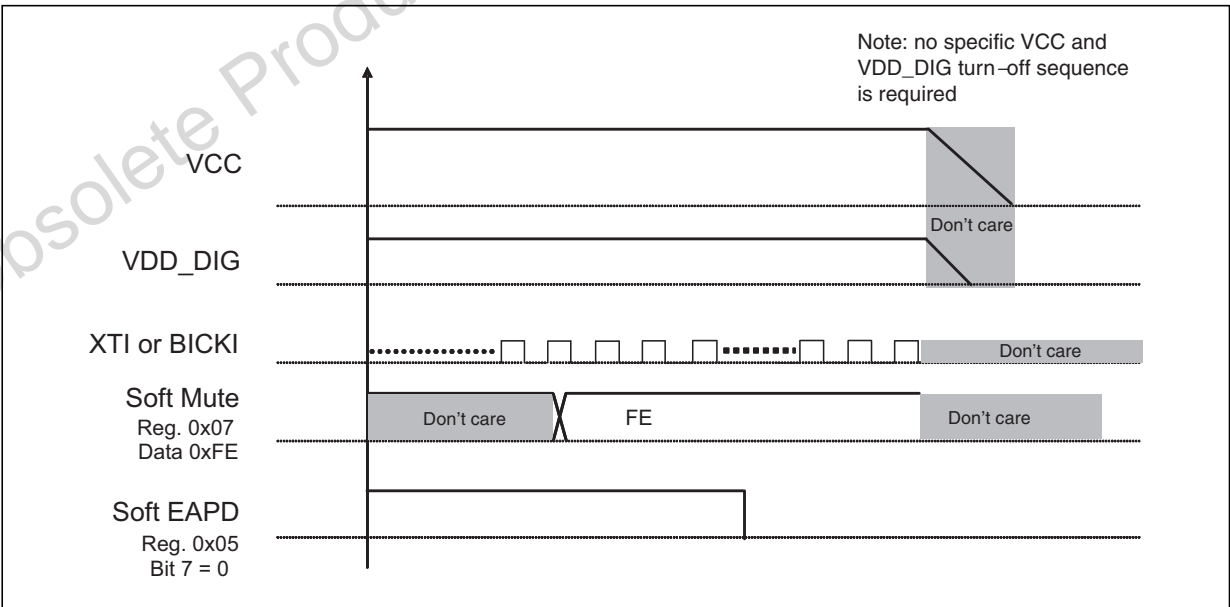 Obsolete Produ
Note: no specific VCC and
VDD_DIG turn–off sequence
is required
VCC
Don't care
VDD_DIG
XTI or BICKI
Don't care
Soft Mute
Reg. 0x07
Data 0xFE
Don't care
FE
Don't care
Soft EAPD
Reg. 0x05
Bit 7 = 0